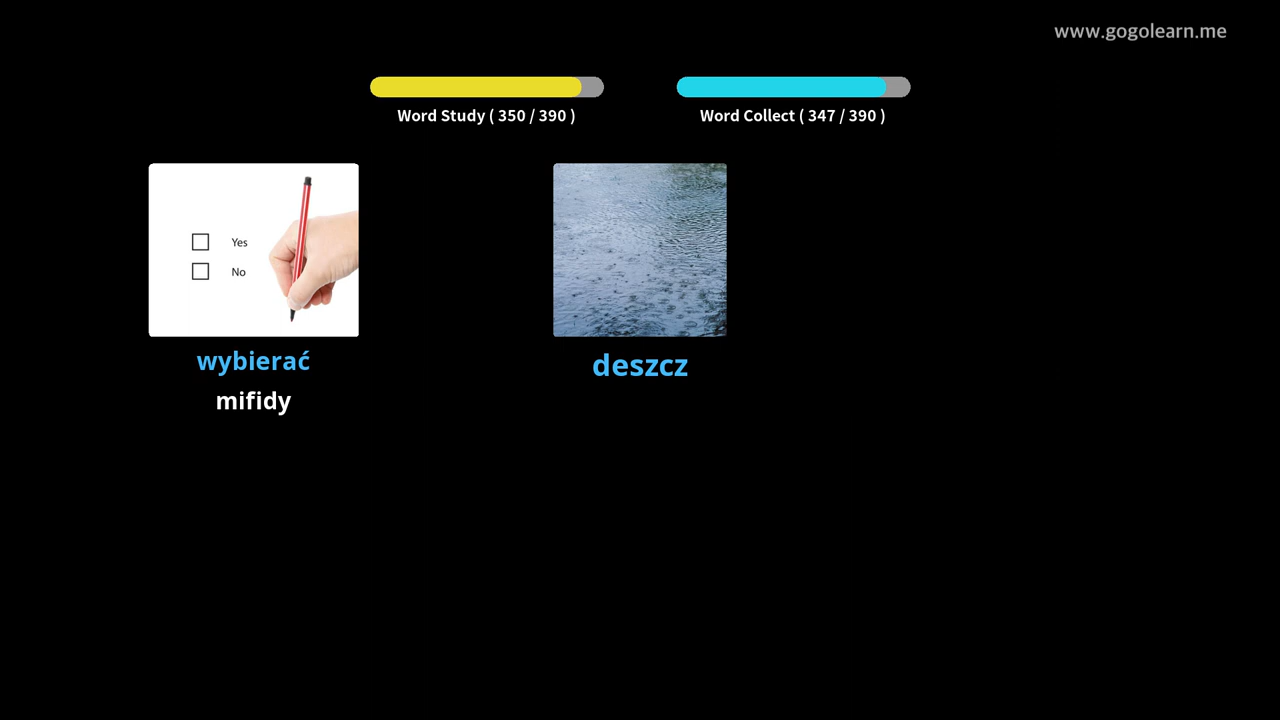 www.gogolearn.me
Word Study ( 350 / 390 )
Word Collect ( 347 / 390 )
Yes
No
wybierać
mifidy
deszcz